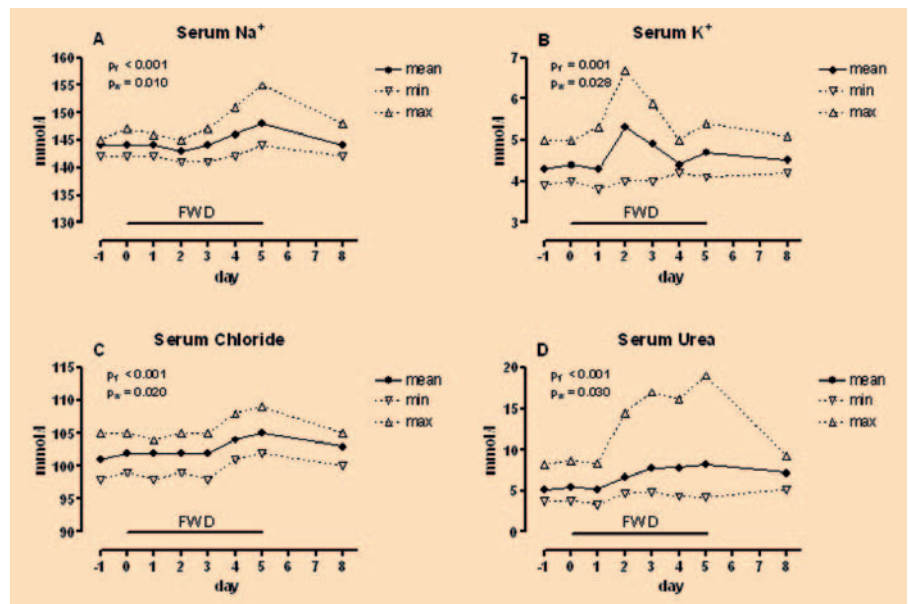 A
Serum Na+
pf < 0.001
pw = 0.010
mmol/l
160
155
150
145
140
135
130
mean
min
max
FWD
-1 0 1 2 3 4 5 6 7 8
day
B
Serum K+
pf = 0.001
pw = 0.028
mmol/l
7
6
5
4
3
mean
min
max
FWD
-1 0 1 2 3 4 5 6 7 8
day
C
Serum Chloride
pf <0.001
pw = 0.020
mmol/l
115
110
105
100
95
90
mean
min
max
FWD
-1 0 1 2 3 4 5 6 7 8
day
D
Serum Urea
pf <0.001
pw = 0.030
mmol/l
20
15
10
5
0
mean
min
max
FWD
-1 0 1 2 3 4 5 6 7 8
day